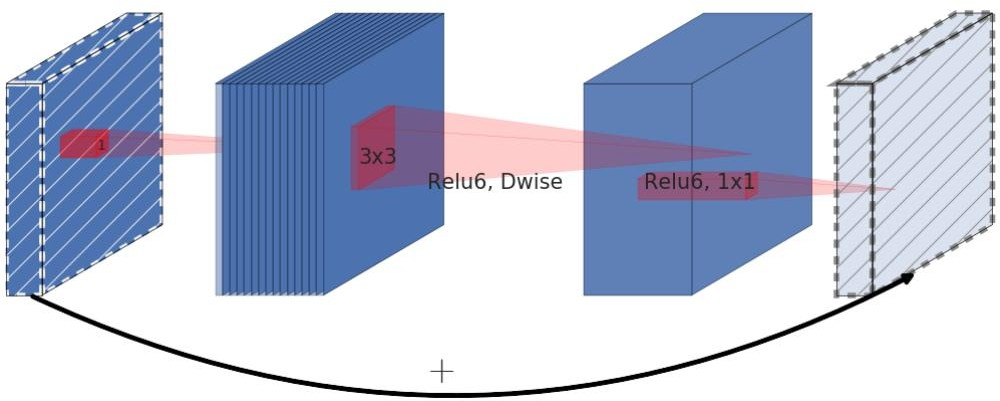 1
3x3
Relu6, Dwise
Relu6, 1x1
+